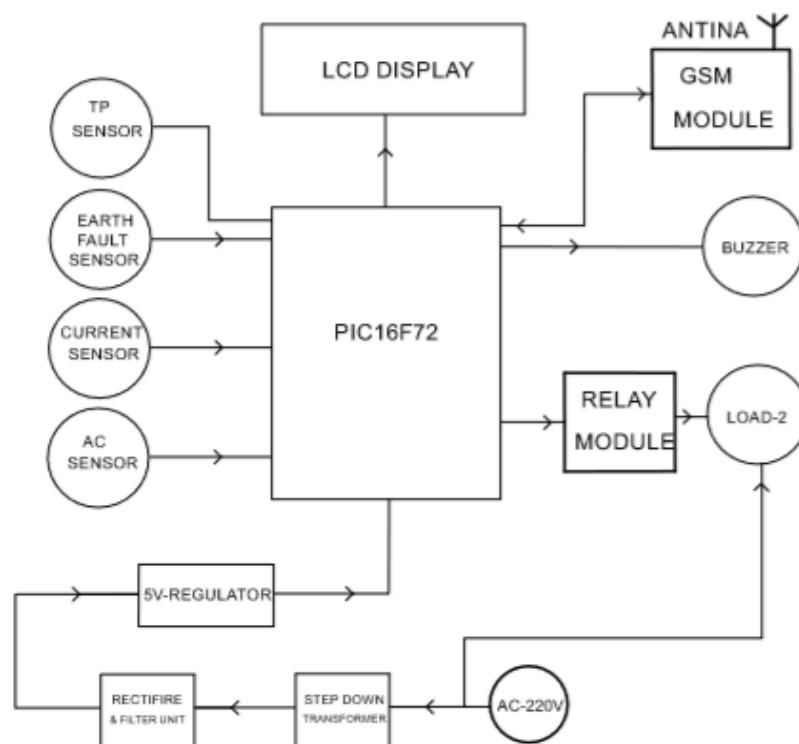 ANTINA
LCD DISPLAY
GSM
MODULE
TP
SENSOR
EARTH
FAULT
SENSOR
BUZZER
CURRENT
SENSOR
PIC16F72
RELAY
MODULE
LOAD-2
AC
SENSOR
5V-REGULATOR
RECTIFIRE
& FILTER UNIT
STEP DOWN
TRANSFORMER
AC-220V